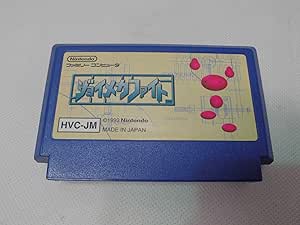 Nintendo
ファミリーコンピュータ
ジョイメカファイト
HVC-JM
©1993 Nintendo
MADE IN JAPAN